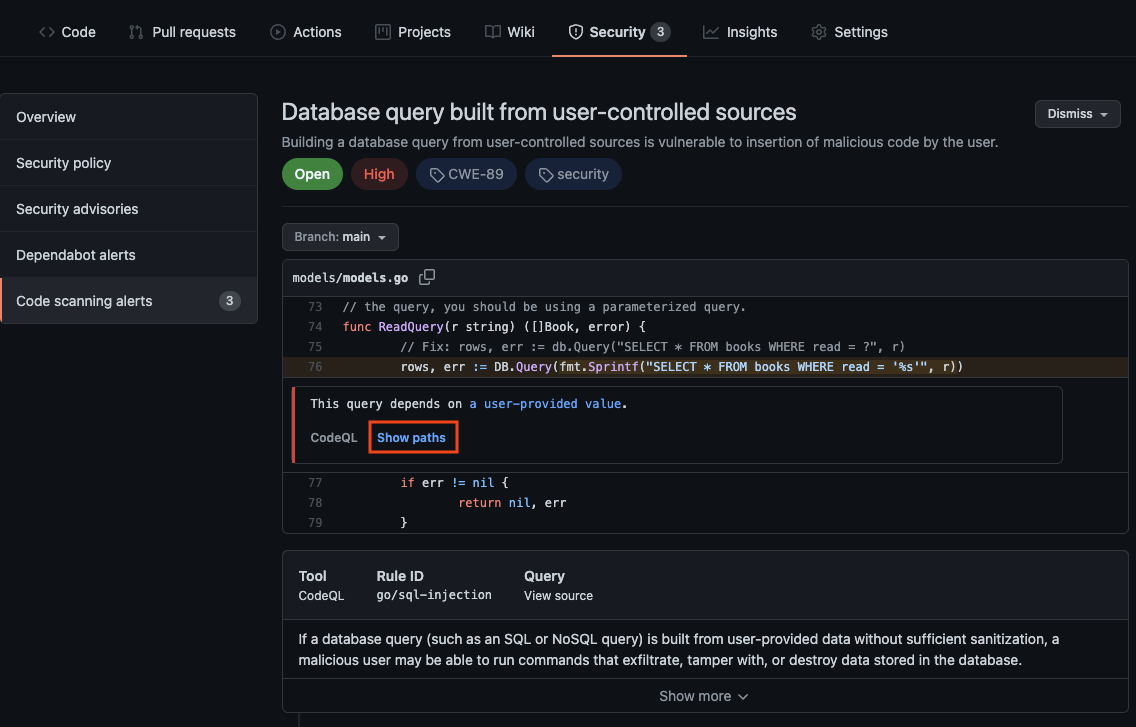 Code Pull requests Actions Projects Wiki Security 3 Insights Settings
Overview
Security policy
Security advisories
Dependabot alerts
Code scanning alerts 3
Database query built from user-controlled sources
Dismiss
Building a database query from user-controlled sources is vulnerable to insertion of malicious code by the user.
Open High CWE-89 security
Branch: main
models/models.go
73 // the query, you should be using a parameterized query.
74 func ReadQuery(r string) ([]Book, error) {
75 // Fix: rows, err := db.Query("SELECT * FROM books WHERE read = ?", r)
76 rows, err := DB.Query(fmt.Sprintf("SELECT * FROM books WHERE read = '%s'", r))
This query depends on a user-provided value.
CodeQL Show paths
77 if err != nil {
78 return nil, err
79 }
Tool Rule ID Query
CodeQL go/sql-injection View source
If a database query (such as an SQL or NoSQL query) is built from user-provided data without sufficient sanitization, a
malicious user may be able to run commands that exfiltrate, tamper with, or destroy data stored in the database.
Show more